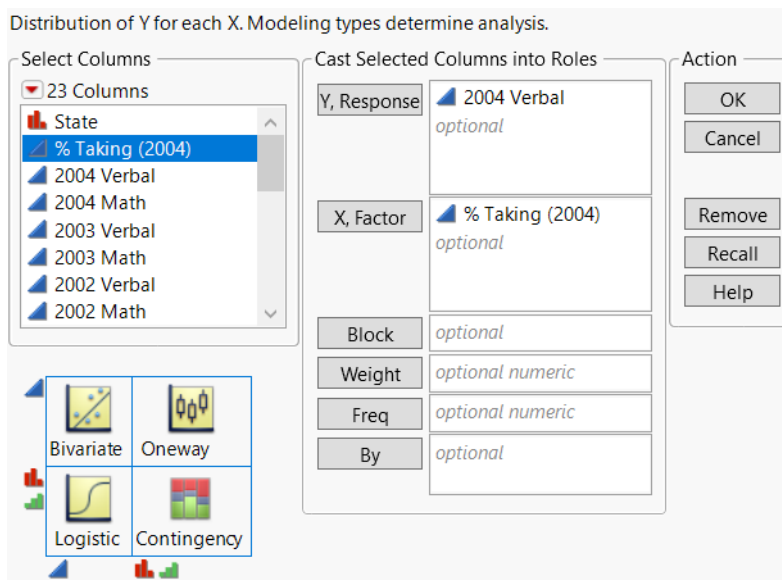 Distribution of Y for each X. Modeling types determine analysis.
Select Columns
23 Columns
State
% Taking (2004)
2004 Verbal
2004 Math
2003 Verbal
2003 Math
2002 Verbal
2002 Math
Bivariate
Oneway
Logistic
Contingency
Cast Selected Columns into Roles
Y, Response
2004 Verbal
optional
X, Factor
% Taking (2004)
optional
Block
optional
Weight
optional numeric
Freq
optional numeric
By
optional
Action
OK
Cancel
Remove
Recall
Help